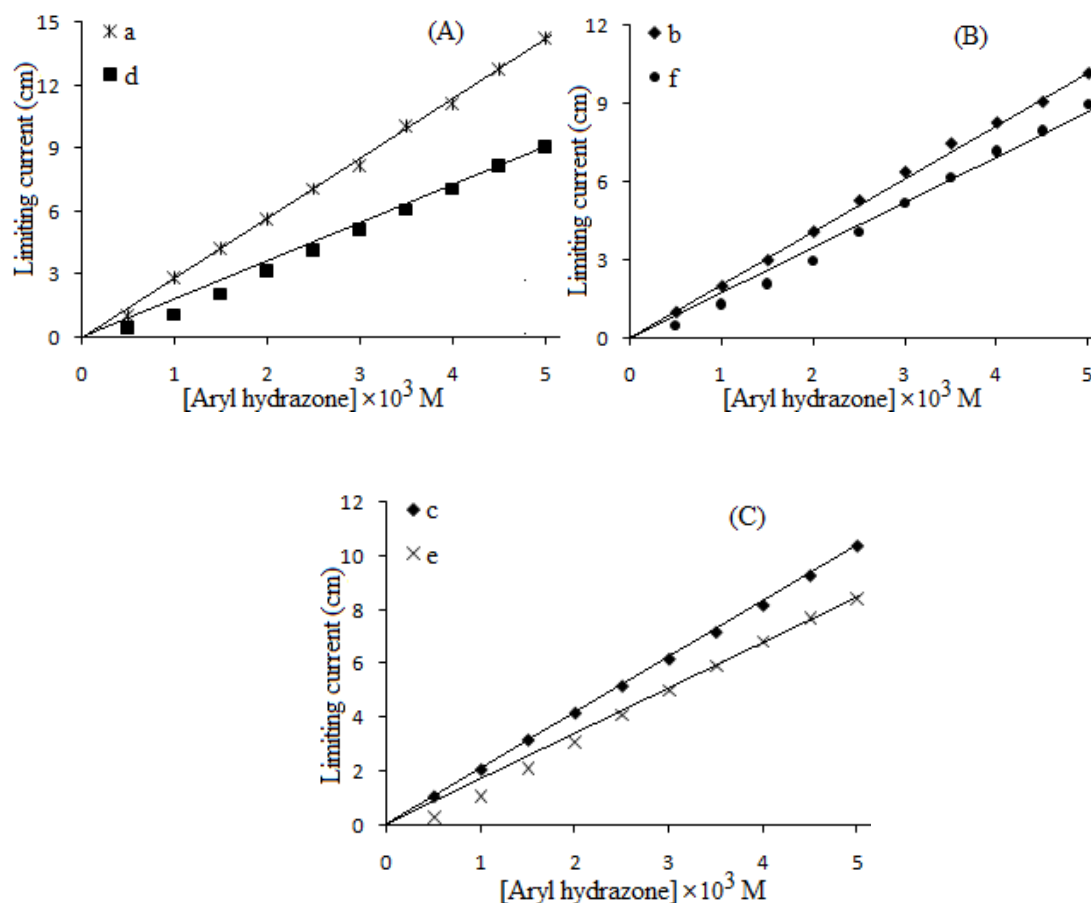 (A)
a
d
Limiting current (cm)
15
12
9
6
3
0
0 1 2 3 4 5
[Aryl hydrazone] ×10³ M
(B)
b
f
Limiting current (cm)
12
9
6
3
0
0 1 2 3 4 5
[Aryl hydrazone] ×10³ M
(C)
c
e
Limiting current (cm)
12
10
8
6
4
2
0
0 1 2 3 4 5
[Aryl hydrazone] ×10³ M